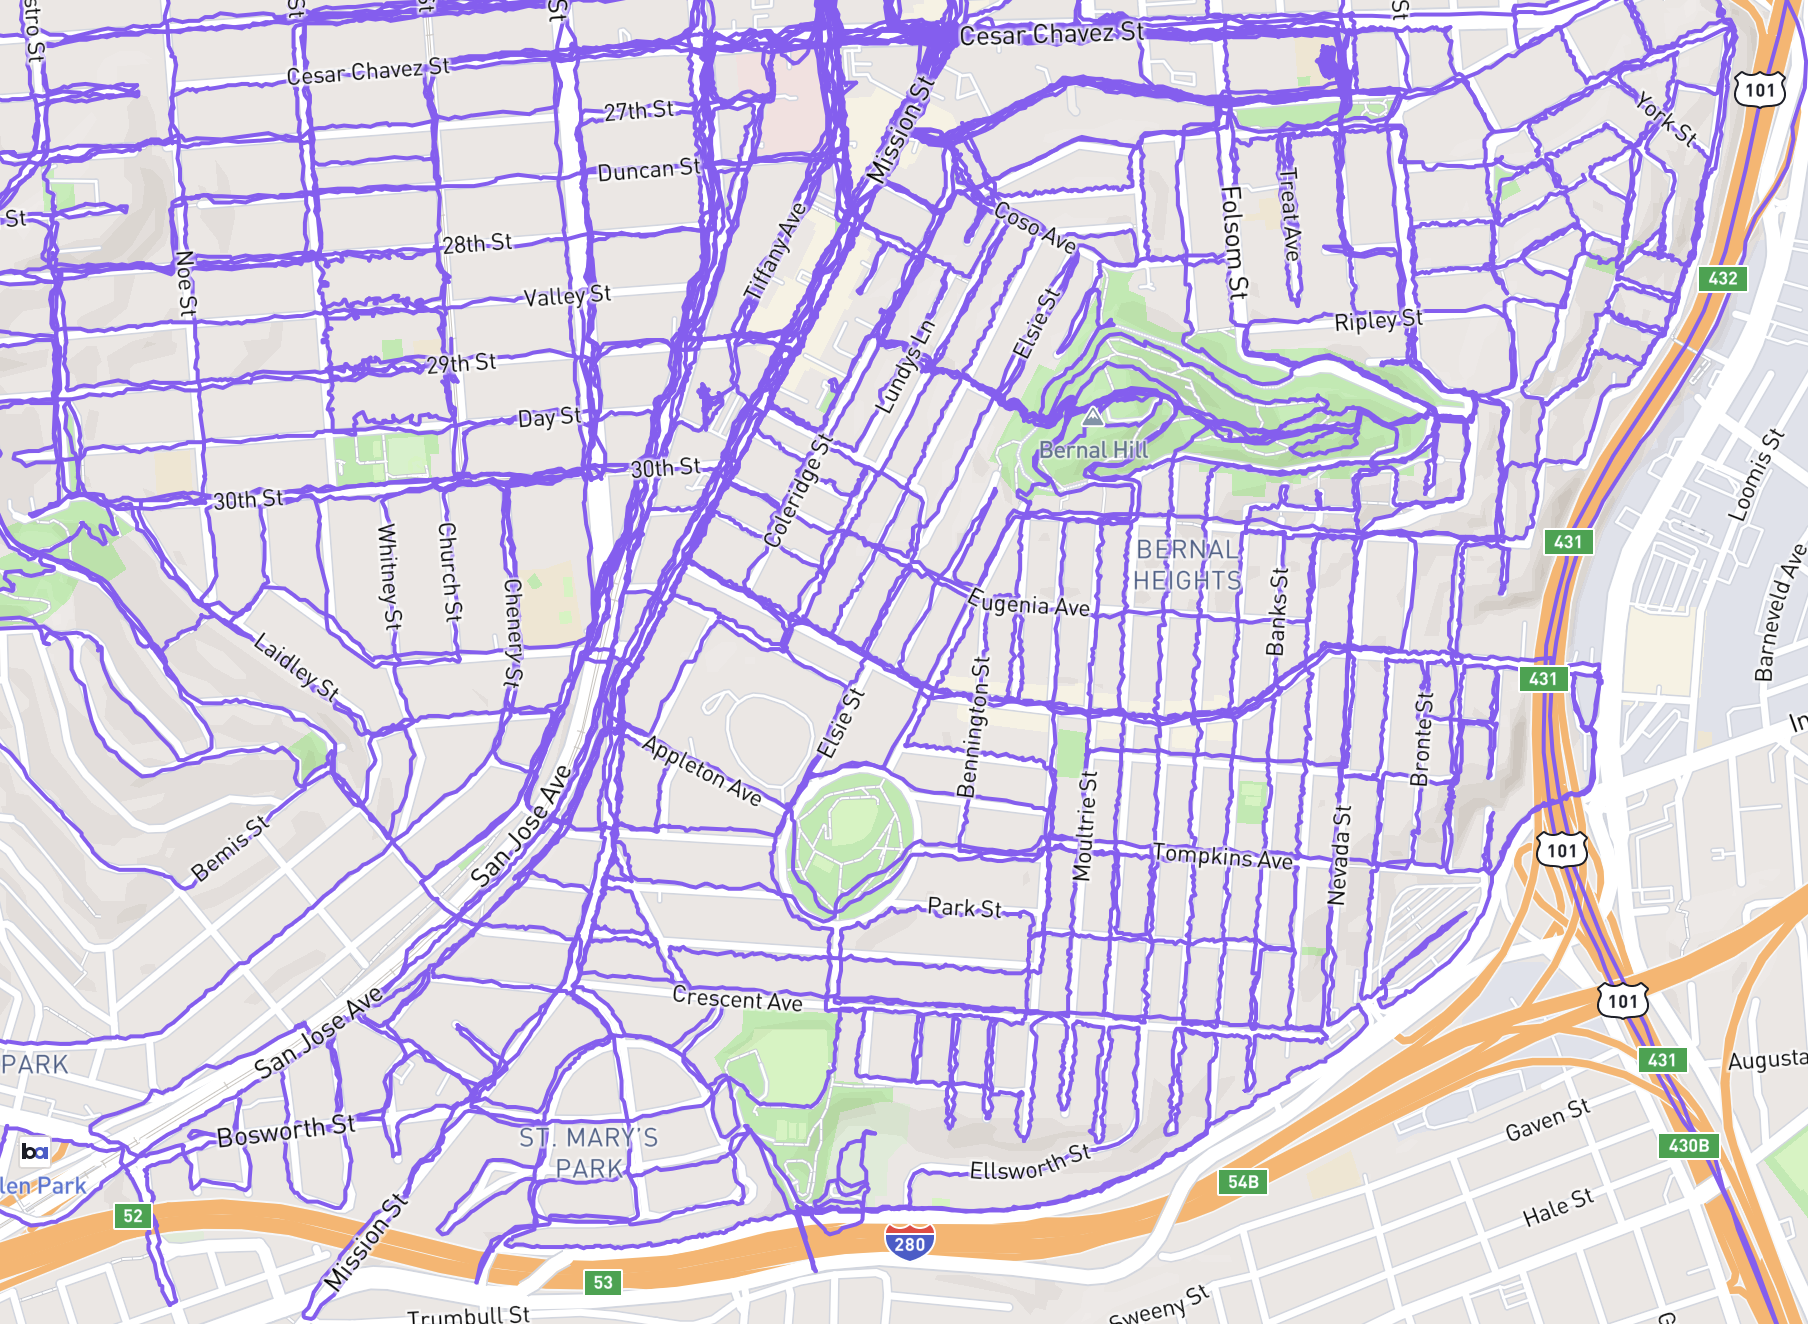 stro St
St
St
St
St
Cesar Chavez St
Cesar Chavez St
101
27th St
Mission St
York St
Duncan St
St
Treat Ave
Folsom St
Coso Ave
28th St
Tiffany Ave
Noe St
432
Valley St
Elsie St
Ripley St
29th St
Lundys Ln
Day St
Bernal Hill
30th St
Coleridge St
Loomis St
30th St
431
BERNAL
HEIGHTS
Whitney St
Church St
Chenery St
Eugenia Ave
Banks St
Barneveld Ave
Laidley St
431
Bennington St
Elsie St
Bronte St
In
Appleton Ave
San Jose Ave
Moultrie St
Nevada St
Bemis St
Tompkins Ave
101
Park St
San Jose Ave
Crescent Ave
101
PARK
431
Augusta
Bosworth St
ba
len Park
ST. MARY'S
PARK
Gaven St
430B
Ellsworth St
54B
52
Mission St
Hale St
280
53
Trumbull St
Sweeny St
G